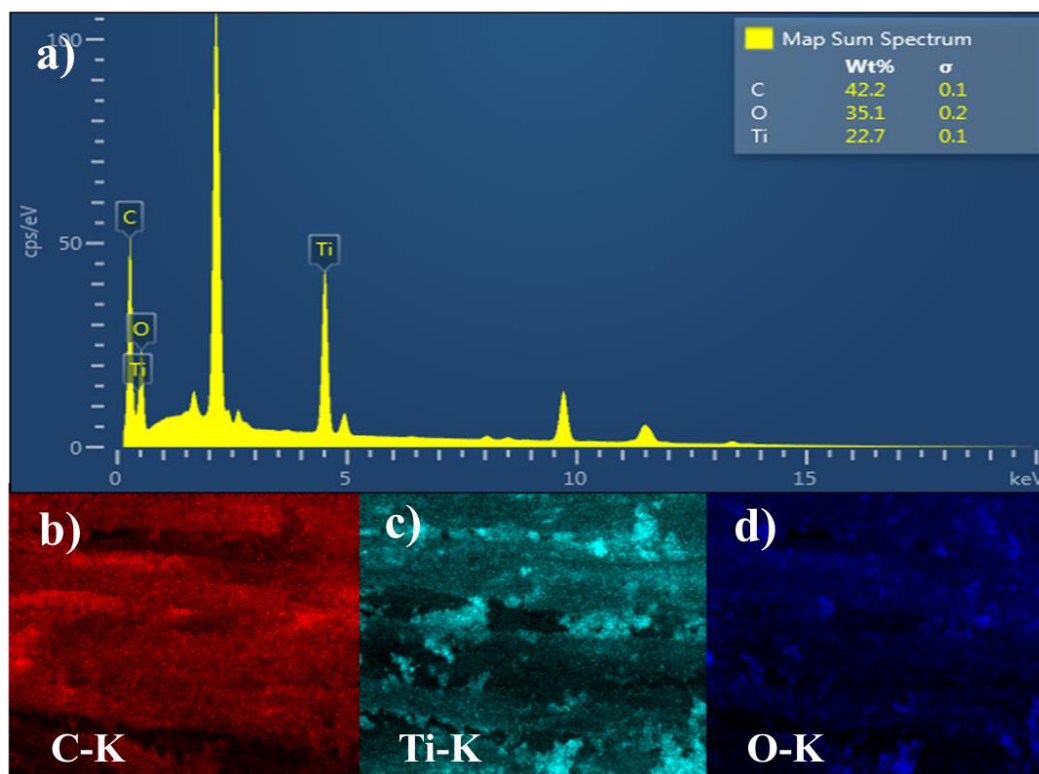 a)
Map Sum Spectrum
Wt% σ
C 42.2 0.1
O 35.1 0.2
Ti 22.7 0.1
100
50
0
cps/eV
C
O
Ti
Ti
0 5 10 15 keV
b) c) d)
C-K Ti-K O-K